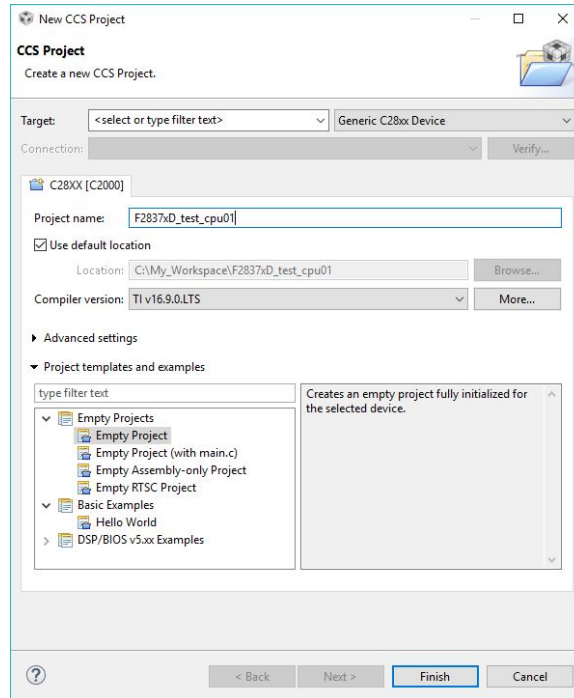 New CCS Project
CCS Project
Create a new CCS Project.
Target: <select or type filter text> Generic C28xx Device
Connection: Verify...
C28XX [C2000]
Project name: F2837xD_test_cpu01
Use default location
Location: C:\My_Workspace\F2837xD_test_cpu01 Browse...
Compiler version: TI v16.9.0.LTS More...
Advanced settings
Project templates and examples
type filter text
Empty Projects
Empty Project
Empty Project (with main.c)
Empty Assembly-only Project
Empty RTSC Project
Basic Examples
Hello World
DSP/BIOS v5.xx Examples
Creates an empty project fully initialized for
the selected device.
? < Back Next > Finish Cancel